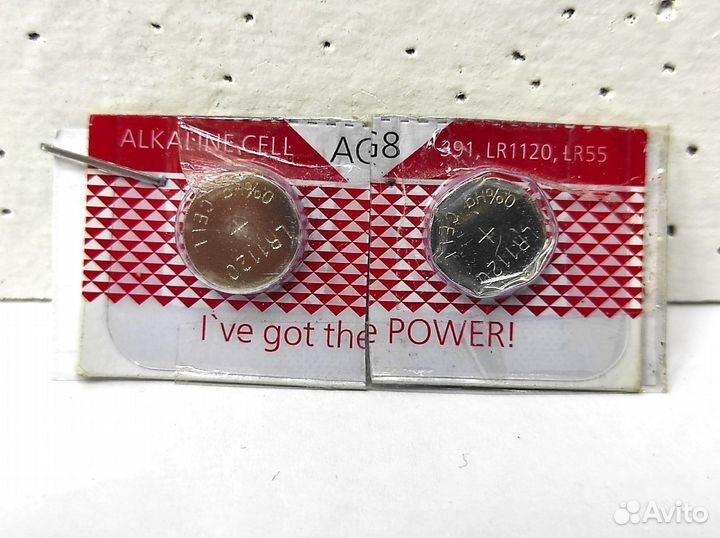 ALKALINE CELL AG8 391, LR1120, LR55
0%Hg CELL LR1120
0%Hg CELL LR1120
I've got the POWER!
Avito